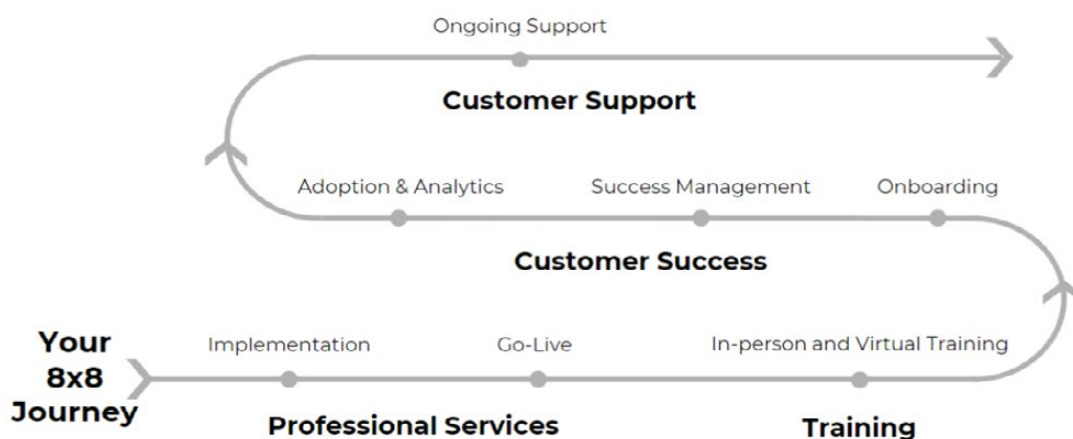 Ongoing Support
Customer Support
Adoption & Analytics
Success Management
Onboarding
Customer Success
Your
8x8
Journey
Implementation
Go-Live
In-person and Virtual Training
Professional Services
Training